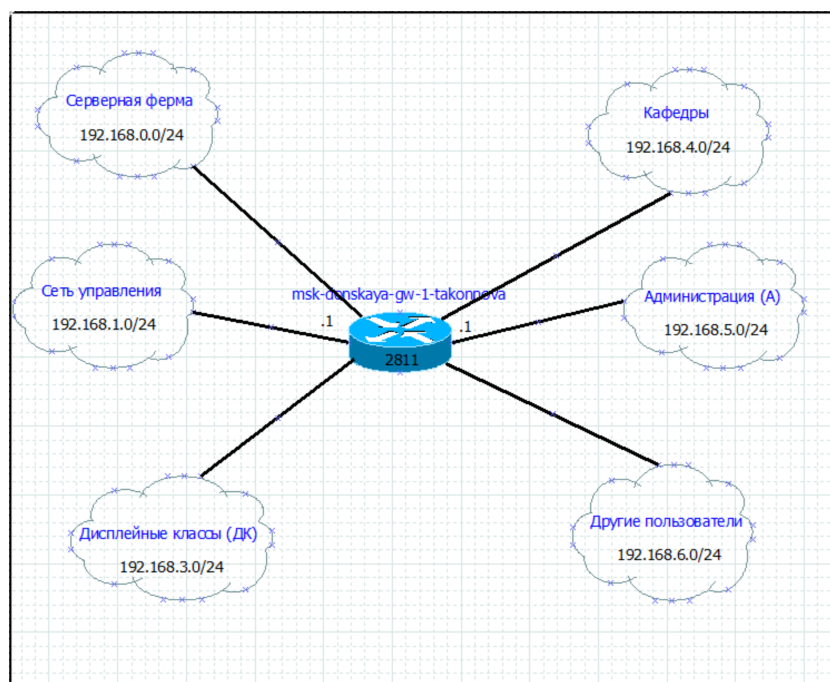 Серверная ферма
192.168.0.0/24
Кафедры
192.168.4.0/24
Сеть управления
192.168.1.0/24
msk-donskaya-gw-1-takonnova
Администрация (А)
192.168.5.0/24
.1
.1
2811
Дисплейные классы (ДК)
192.168.3.0/24
Другие пользователи
192.168.6.0/24